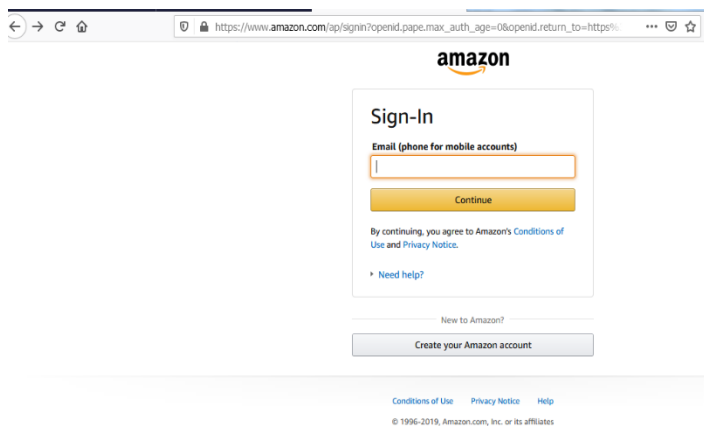 https://www.amazon.com/ap/signin?openid.pape.max_auth_age=0&openid.return_to=https%
amazon
Sign-In
Email (phone for mobile accounts)
Continue
By continuing, you agree to Amazon's Conditions of
Use and Privacy Notice.
Need help?
New to Amazon?
Create your Amazon account
Conditions of Use Privacy Notice Help
© 1996-2019, Amazon.com, Inc. or its affiliates